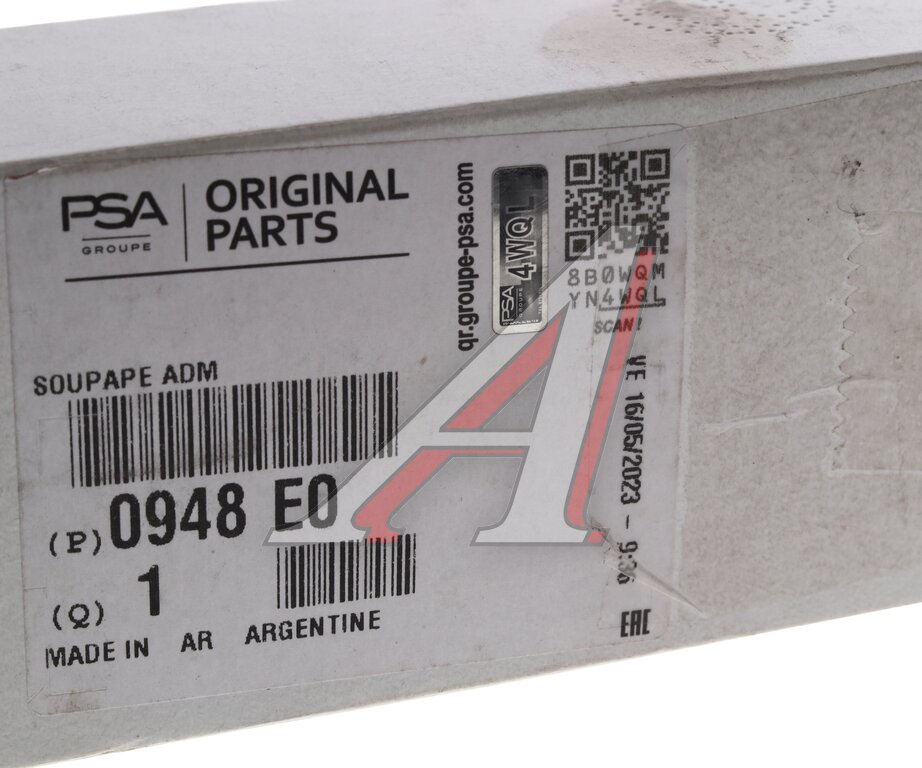 PSA
GROUPE
ORIGINAL
PARTS
qr.groupe-psa.com
PSA
GROUPE
4WQL
8B0WQM
YN4WQL
SCAN!
SOUPAPE ADM
(P) 0948 E0
(Q) 1
MADE IN AR ARGENTINE
VE 16/05/2023 - 9:36
EAC